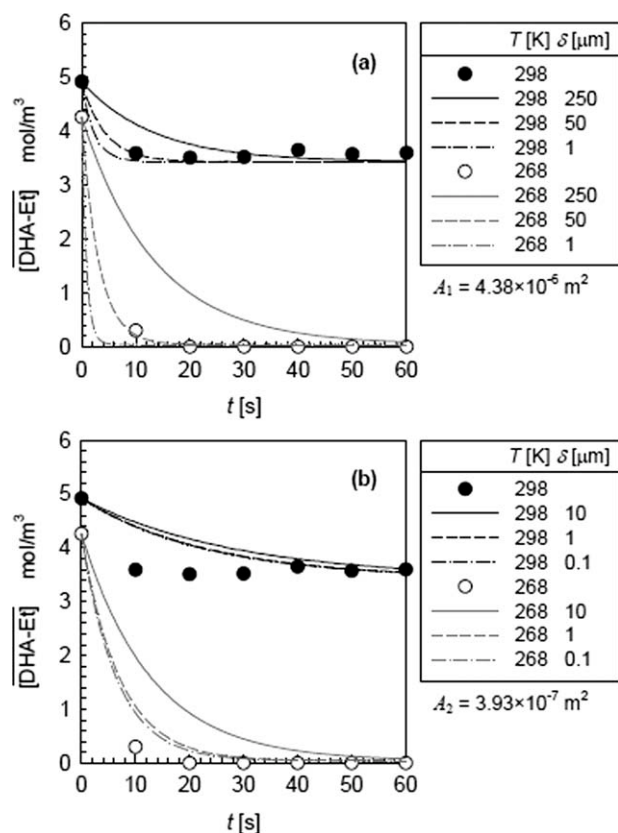 6
5
4
3
2
1
0
(a)
[DHA-Et] mol/m³
0 10 20 30 40 50 60
t [s]
T [K] δ [μm]
298
298 250
298 50
298 1
268
268 250
268 50
268 1
A₁ = 4.38×10⁻⁶ m²
6
5
4
3
2
1
0
(b)
[DHA-Et] mol/m³
0 10 20 30 40 50 60
t [s]
T [K] δ [μm]
298
298 10
298 1
298 0.1
268
268 10
268 1
268 0.1
A₂ = 3.93×10⁻⁷ m²